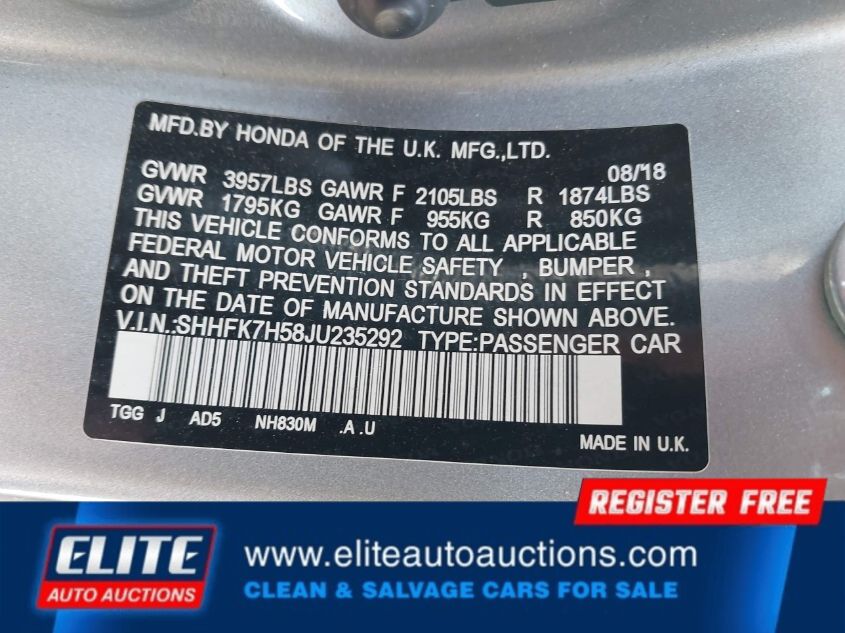 MFD.BY HONDA OF THE U.K. MFG.,LTD.
08/'18
GVWR 3957LBS GAWR F 2105LBS R 1874LBS
GVWR 1795KG GAWR F 955KG R 850KG
THIS VEHICLE CONFORMS TO ALL APPLICABLE
FEDERAL MOTOR VEHICLE SAFETY , BUMPER ,
AND THEFT PREVENTION STANDARDS IN EFFECT
ON THE DATE OF MANUFACTURE SHOWN ABOVE.
V.I.N.:SHHFK7H58JU235292 TYPE:PASSENGER CAR
TGG J AD5 NH830M .A .U
MADE IN U.K.
REGISTER FREE
ELITE
AUTO AUCTIONS
www.eliteautoauctions.com
CLEAN & SALVAGE CARS FOR SALE